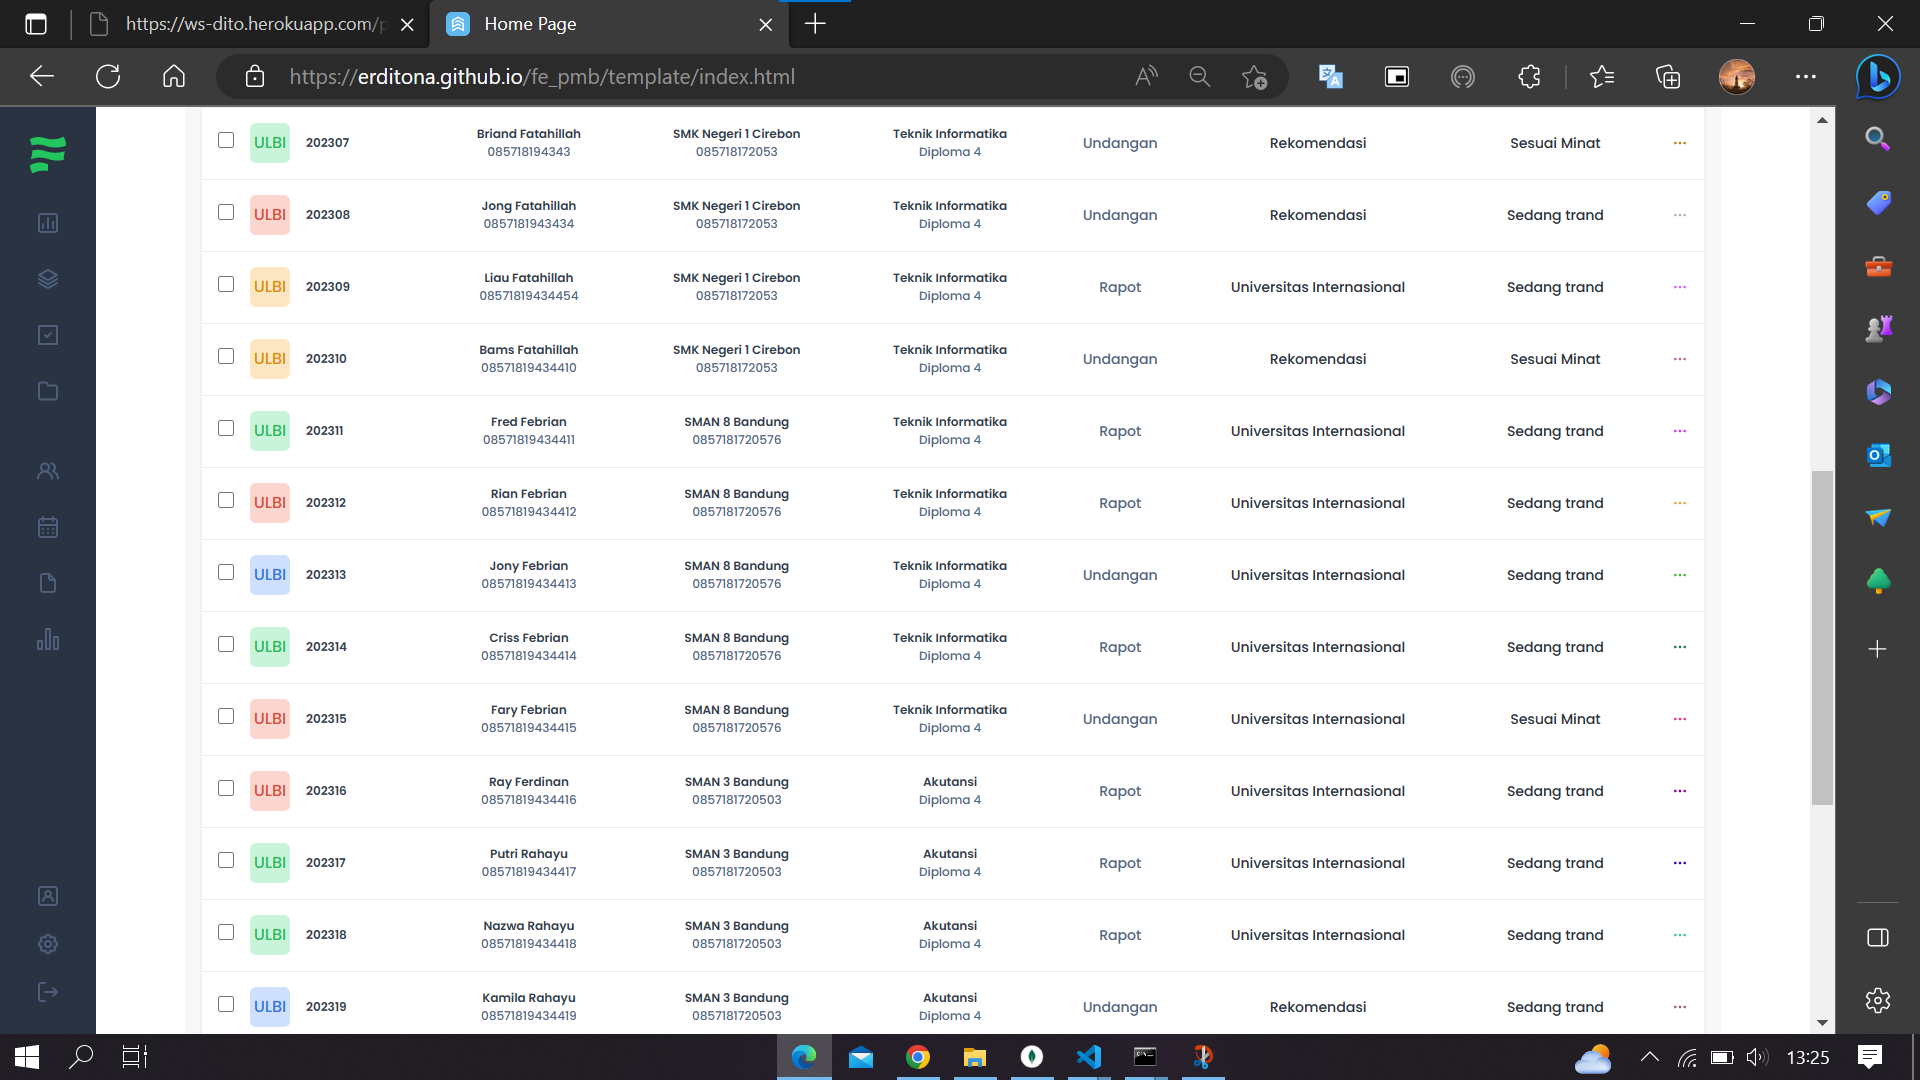 https://ws-dito.herokuapp.com/p
Home Page
https://erditona.github.io/fe_pmb/template/index.html
ULBI 202307 Briand Fatahillah SMK Negeri 1 Cirebon Teknik Informatika Undangan Rekomendasi Sesuai Minat
085718194343 085718172053 Diploma 4
ULBI 202308 Jong Fatahillah SMK Negeri 1 Cirebon Teknik Informatika Undangan Rekomendasi Sedang trand
0857181943434 085718172053 Diploma 4
ULBI 202309 Liau Fatahillah SMK Negeri 1 Cirebon Teknik Informatika Rapot Universitas Internasional Sedang trand
08571819434454 085718172053 Diploma 4
ULBI 202310 Bams Fatahillah SMK Negeri 1 Cirebon Teknik Informatika Undangan Rekomendasi Sesuai Minat
08571819434410 085718172053 Diploma 4
ULBI 202311 Fred Febrian SMAN 8 Bandung Teknik Informatika Rapot Universitas Internasional Sedang trand
08571819434411 0857181720576 Diploma 4
ULBI 202312 Rian Febrian SMAN 8 Bandung Teknik Informatika Rapot Universitas Internasional Sedang trand
08571819434412 0857181720576 Diploma 4
ULBI 202313 Jony Febrian SMAN 8 Bandung Teknik Informatika Undangan Universitas Internasional Sedang trand
08571819434413 0857181720576 Diploma 4
ULBI 202314 Criss Febrian SMAN 8 Bandung Teknik Informatika Rapot Universitas Internasional Sedang trand
08571819434414 0857181720576 Diploma 4
ULBI 202315 Fary Febrian SMAN 8 Bandung Teknik Informatika Undangan Universitas Internasional Sesuai Minat
08571819434415 0857181720576 Diploma 4
ULBI 202316 Ray Ferdinan SMAN 3 Bandung Akutansi Rapot Universitas Internasional Sedang trand
08571819434416 0857181720503 Diploma 4
ULBI 202317 Putri Rahayu SMAN 3 Bandung Akutansi Rapot Universitas Internasional Sedang trand
08571819434417 0857181720503 Diploma 4
ULBI 202318 Nazwa Rahayu SMAN 3 Bandung Akutansi Rapot Universitas Internasional Sedang trand
08571819434418 0857181720503 Diploma 4
ULBI 202319 Kamila Rahayu SMAN 3 Bandung Akutansi Undangan Rekomendasi Sedang trand
08571819434419 0857181720503 Diploma 4
13:25